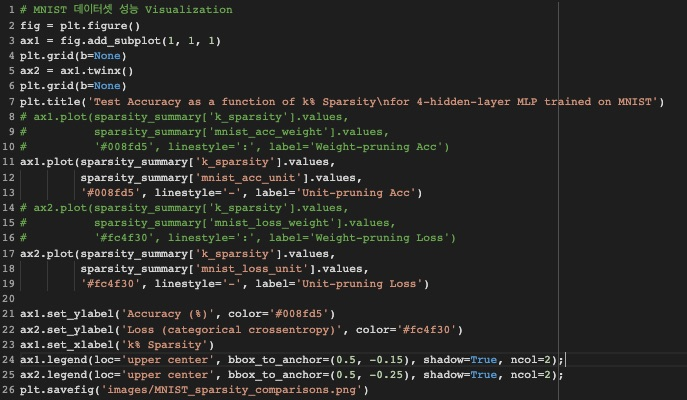 1 # MNIST 데이터셋 성능 Visualization
2 fig = plt.figure()
3 ax1 = fig.add_subplot(1, 1, 1)
4 plt.grid(b=None)
5 ax2 = ax1.twinx()
6 plt.grid(b=None)
7 plt.title('Test Accuracy as a function of k% Sparsity\nfor 4-hidden-layer MLP trained on MNIST')
8 # ax1.plot(sparsity_summary['k_sparsity'].values,
9 #          sparsity_summary['mnist_acc_weight'].values,
10 #          '#008fd5', linestyle=':', label='Weight-pruning Acc')
11 ax1.plot(sparsity_summary['k_sparsity'].values,
12          sparsity_summary['mnist_acc_unit'].values,
13          '#008fd5', linestyle='-', label='Unit-pruning Acc')
14 # ax2.plot(sparsity_summary['k_sparsity'].values,
15 #          sparsity_summary['mnist_loss_weight'].values,
16 #          '#fc4f30', linestyle=':', label='Weight-pruning Loss')
17 ax2.plot(sparsity_summary['k_sparsity'].values,
18          sparsity_summary['mnist_loss_unit'].values,
19          '#fc4f30', linestyle='-', label='Unit-pruning Loss')
20
21 ax1.set_ylabel('Accuracy (%)', color='#008fd5')
22 ax2.set_ylabel('Loss (categorical crossentropy)', color='#fc4f30')
23 ax1.set_xlabel('k% Sparsity')
24 ax1.legend(loc='upper center', bbox_to_anchor=(0.5, -0.15), shadow=True, ncol=2);
25 ax2.legend(loc='upper center', bbox_to_anchor=(0.5, -0.25), shadow=True, ncol=2);
26 plt.savefig('images/MNIST_sparsity_comparisons.png')